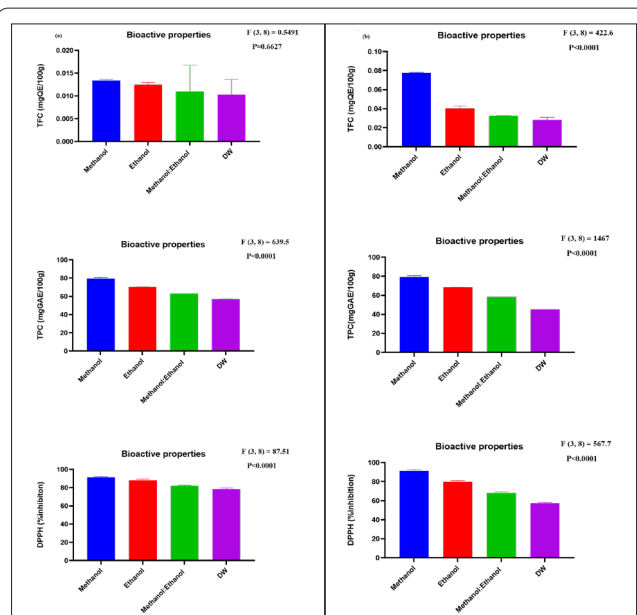 (a)
Bioactive properties
F (3, 8) = 0.5491
P=0.6627
TFC (mgQE/100g)
0.020
0.015
0.010
0.005
0.000
Methanol
Ethanol
Methanol:Ethanol
DW
Bioactive properties
F (3, 8) = 639.5
P<0.0001
TPC (mgGAE/100g)
100
80
60
40
20
0
Methanol
Ethanol
Methanol:Ethanol
DW
Bioactive properties
F (3, 8) = 87.51
P<0.0001
DPPH (%inhibiton)
100
80
60
40
20
0
Methanol
Ethanol
Methanol:Ethanol
DW
(b)
Bioactive properties
F (3, 8) = 422.6
P<0.0001
TFC (mgQE/100g)
0.10
0.08
0.06
0.04
0.02
0.00
Methanol
Ethanol
Methanol:Ethanol
DW
Bioactive properties
F (3, 8) = 1467
P<0.0001
TPC(mgGAE/100g)
100
80
60
40
20
0
Methanol
Ethanol
Methanol:Ethanol
DW
Bioactive properties
F (3, 8) = 567.7
P<0.0001
DPPH (%inhibition)
100
80
60
40
20
0
Methanol
Ethanol
Methanol:Ethanol
DW